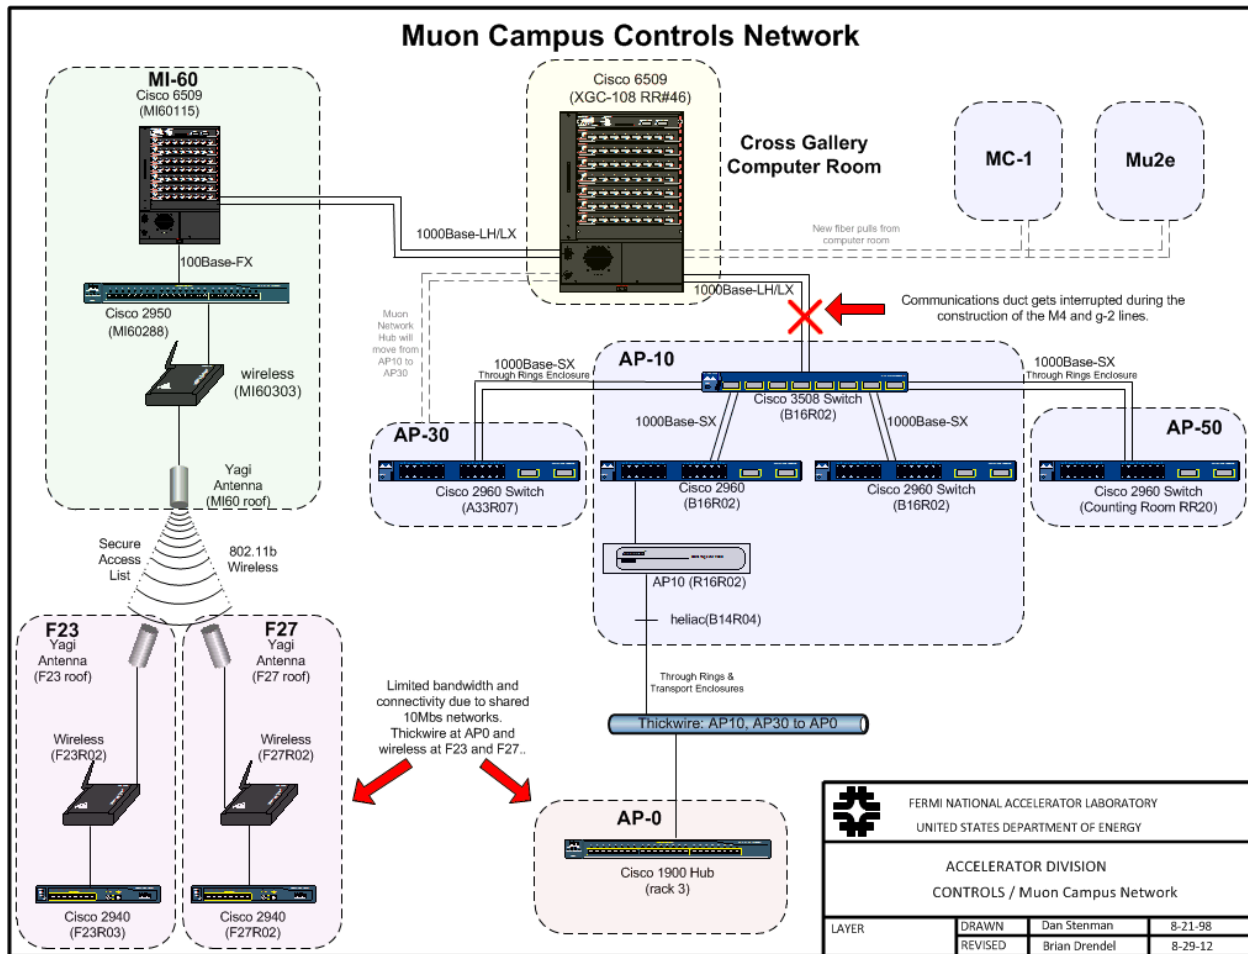 Muon Campus Controls Network
MI-60
Cisco 6509
(MI60115)
100Base-FX
Cisco 2950
(MI60288)
wireless
(MI60303)
Yagi
Antenna
(MI60 roof)
Secure
Access
List
802.11b
Wireless
F23
Yagi
Antenna
(F23 roof)
Wireless
(F23R02)
Cisco 2940
(F23R03)
F27
Yagi
Antenna
(F27 roof)
Wireless
(F27R02)
Cisco 2940
(F27R02)
Cisco 6509
(XGC-108 RR#46)
Cross Gallery
Computer Room
1000Base-LH/LX
1000Base-LH/LX
MC-1
Mu2e
New fiber pulls from
computer room
Communications duct gets interrupted during the
construction of the M4 and g-2 lines.
Muon
Network
Hub will
move from
AP10 to
AP30
AP-10
Cisco 3508 Switch
(B16R02)
1000Base-SX
Through Rings Enclosure
1000Base-SX
Through Rings Enclosure
1000Base-SX
1000Base-SX
AP-30
Cisco 2960 Switch
(A33R07)
Cisco 2960
(B16R02)
Cisco 2960 Switch
(B16R02)
AP-50
Cisco 2960 Switch
(Counting Room RR20)
AP10 (R16R02)
heliac(B14R04)
Through Rings &
Transport Enclosures
Thickwire: AP10, AP30 to AP0
Limited bandwidth and
connectivity due to shared
10Mbs networks.
Thickwire at AP0 and
wireless at F23 and F27..
AP-0
Cisco 1900 Hub
(rack 3)
FERMI NATIONAL ACCELERATOR LABORATORY
UNITED STATES DEPARTMENT OF ENERGY
ACCELERATOR DIVISION
CONTROLS / Muon Campus Network
LAYER
DRAWN Dan Stenman 8-21-98
REVISED Brian Drendel 8-29-12